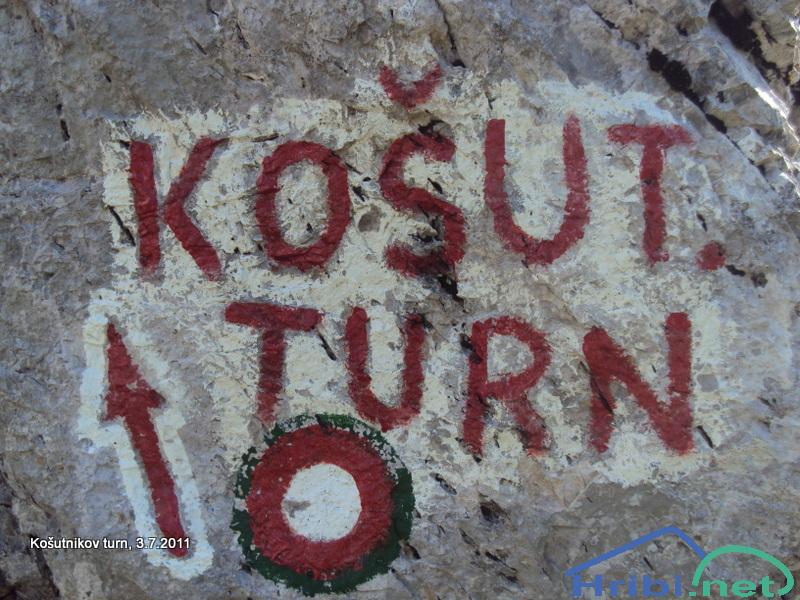 KOŠUT.
TURN
Košutnikov turn, 3.7.2011
Hribi.net